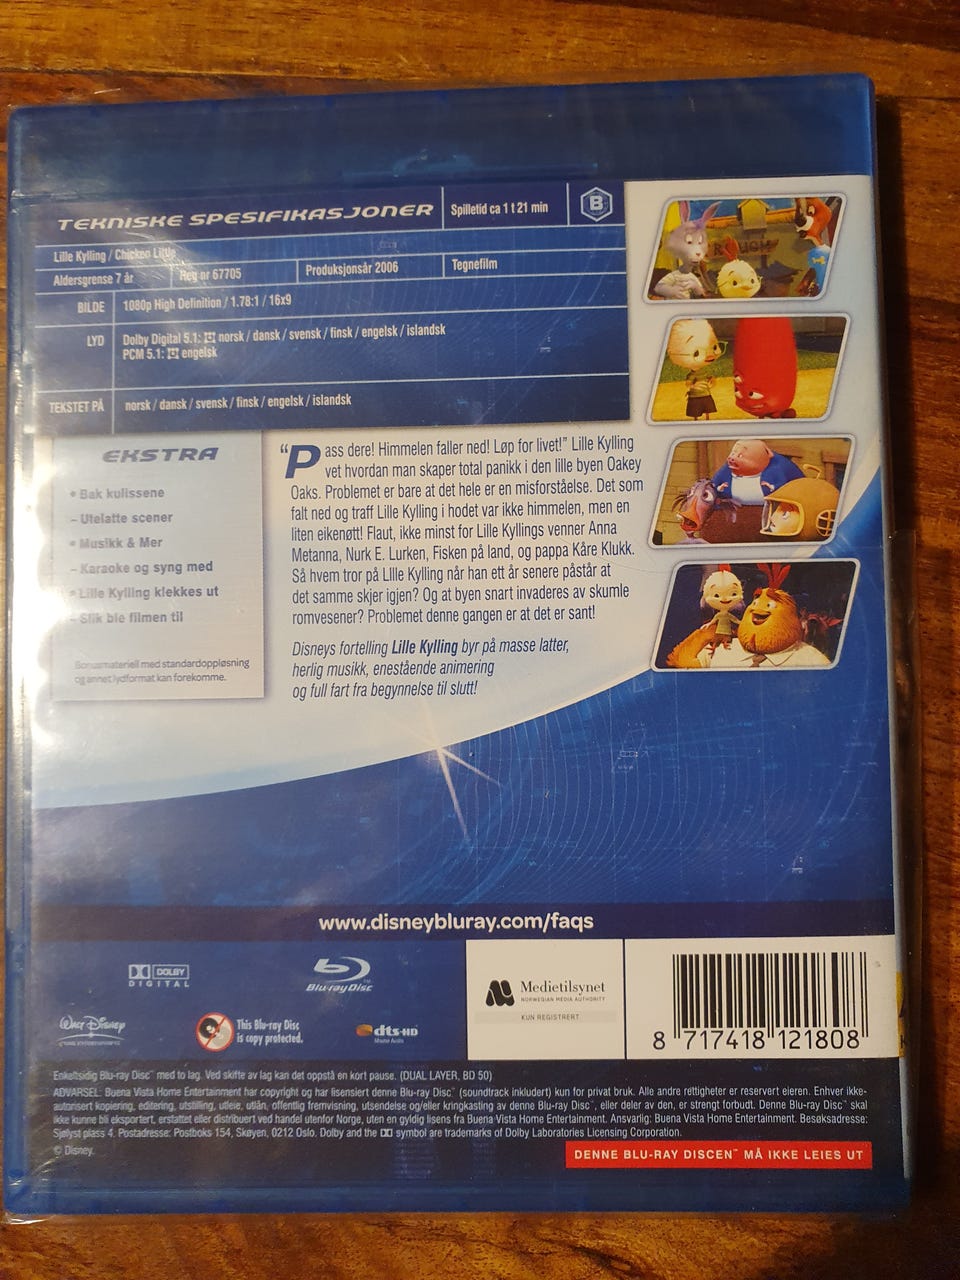 TEKNISKE SPESIFIKASJONER
Spilletid ca 1 t 21 min
B
Lille Kylling / Chicken Little
Aldersgrense 7 år
Reg nr 67705
Produksjonsår 2006
Tegnefilm
BILDE
1080p High Definition / 1.78:1 / 16x9
LYD
Dolby Digital 5.1: norsk / dansk / svensk / finsk / engelsk / islandsk
PCM 5.1: engelsk
TEKSTET PÅ
norsk / dansk / svensk / finsk / engelsk / islandsk
EKSTRA
• Bak kulissene
– Utelatte scener
• Musikk & Mer
– Karaoke og syng med
• Lille Kylling klekkes ut
– Slik ble filmen til
Bonusmateriell med standardoppløsning
og annet lydformat kan forekomme.
“Pass dere! Himmelen faller ned! Løp for livet!” Lille Kylling
vet hvordan man skaper total panikk i den lille byen Oakey
Oaks. Problemet er bare at det hele er en misforståelse. Det som
falt ned og traff Lille Kylling i hodet var ikke himmelen, men en
liten eikenøtt! Flaut, ikke minst for Lille Kyllings venner Anna
Metanna, Nurk E. Lurken, Fisken på land, og pappa Kåre Klukk.
Så hvem tror på LIlle Kylling når han ett år senere påstår at
det samme skjer igjen? Og at byen snart invaderes av skumle
romvesener? Problemet denne gangen er at det er sant!
Disneys fortelling Lille Kylling byr på masse latter,
herlig musikk, enestående animering
og full fart fra begynnelse til slutt!
www.disneybluray.com/faqs
DOLBY
DIGITAL
Blu-ray Disc™
Medietilsynet
NORWEGIAN MEDIA AUTHORITY
KUN REGISTRERT
8 717418 121808
WALT DISNEY
This Blu-ray Disc
is copy protected.
dts-HD
Master Audio
Enkeltsidig Blu-ray Disc™ med to lag. Ved skifte av lag kan det oppstå en kort pause. (DUAL LAYER, BD 50)
ADVARSEL: Buena Vista Home Entertainment har copyright og har lisensiert denne Blu-ray Disc™ (soundtrack inkludert) kun for privat bruk. Alle andre rettigheter er reservert eieren. Enhver ikke-
autorisert kopiering, editering, utstilling, utleie, utlån, offentlig fremvisning, utsendelse og/eller kringkasting av denne Blu-ray Disc™, eller deler av den, er strengt forbudt. Denne Blu-ray Disc™ skal
ikke kunne bli eksportert, erstattet eller distribuert ved handel utenfor Norge, uten en gyldig lisens fra Buena Vista Home Entertainment. Ansvarlig: Buena Vista Home Entertainment. Besøksadresse:
Sjølyst plass 4. Postadresse: Postboks 154, Skøyen, 0212 Oslo. Dolby and the symbol are trademarks of Dolby Laboratories Licensing Corporation.
© Disney.
DENNE BLU-RAY DISCEN™ MÅ IKKE LEIES UT